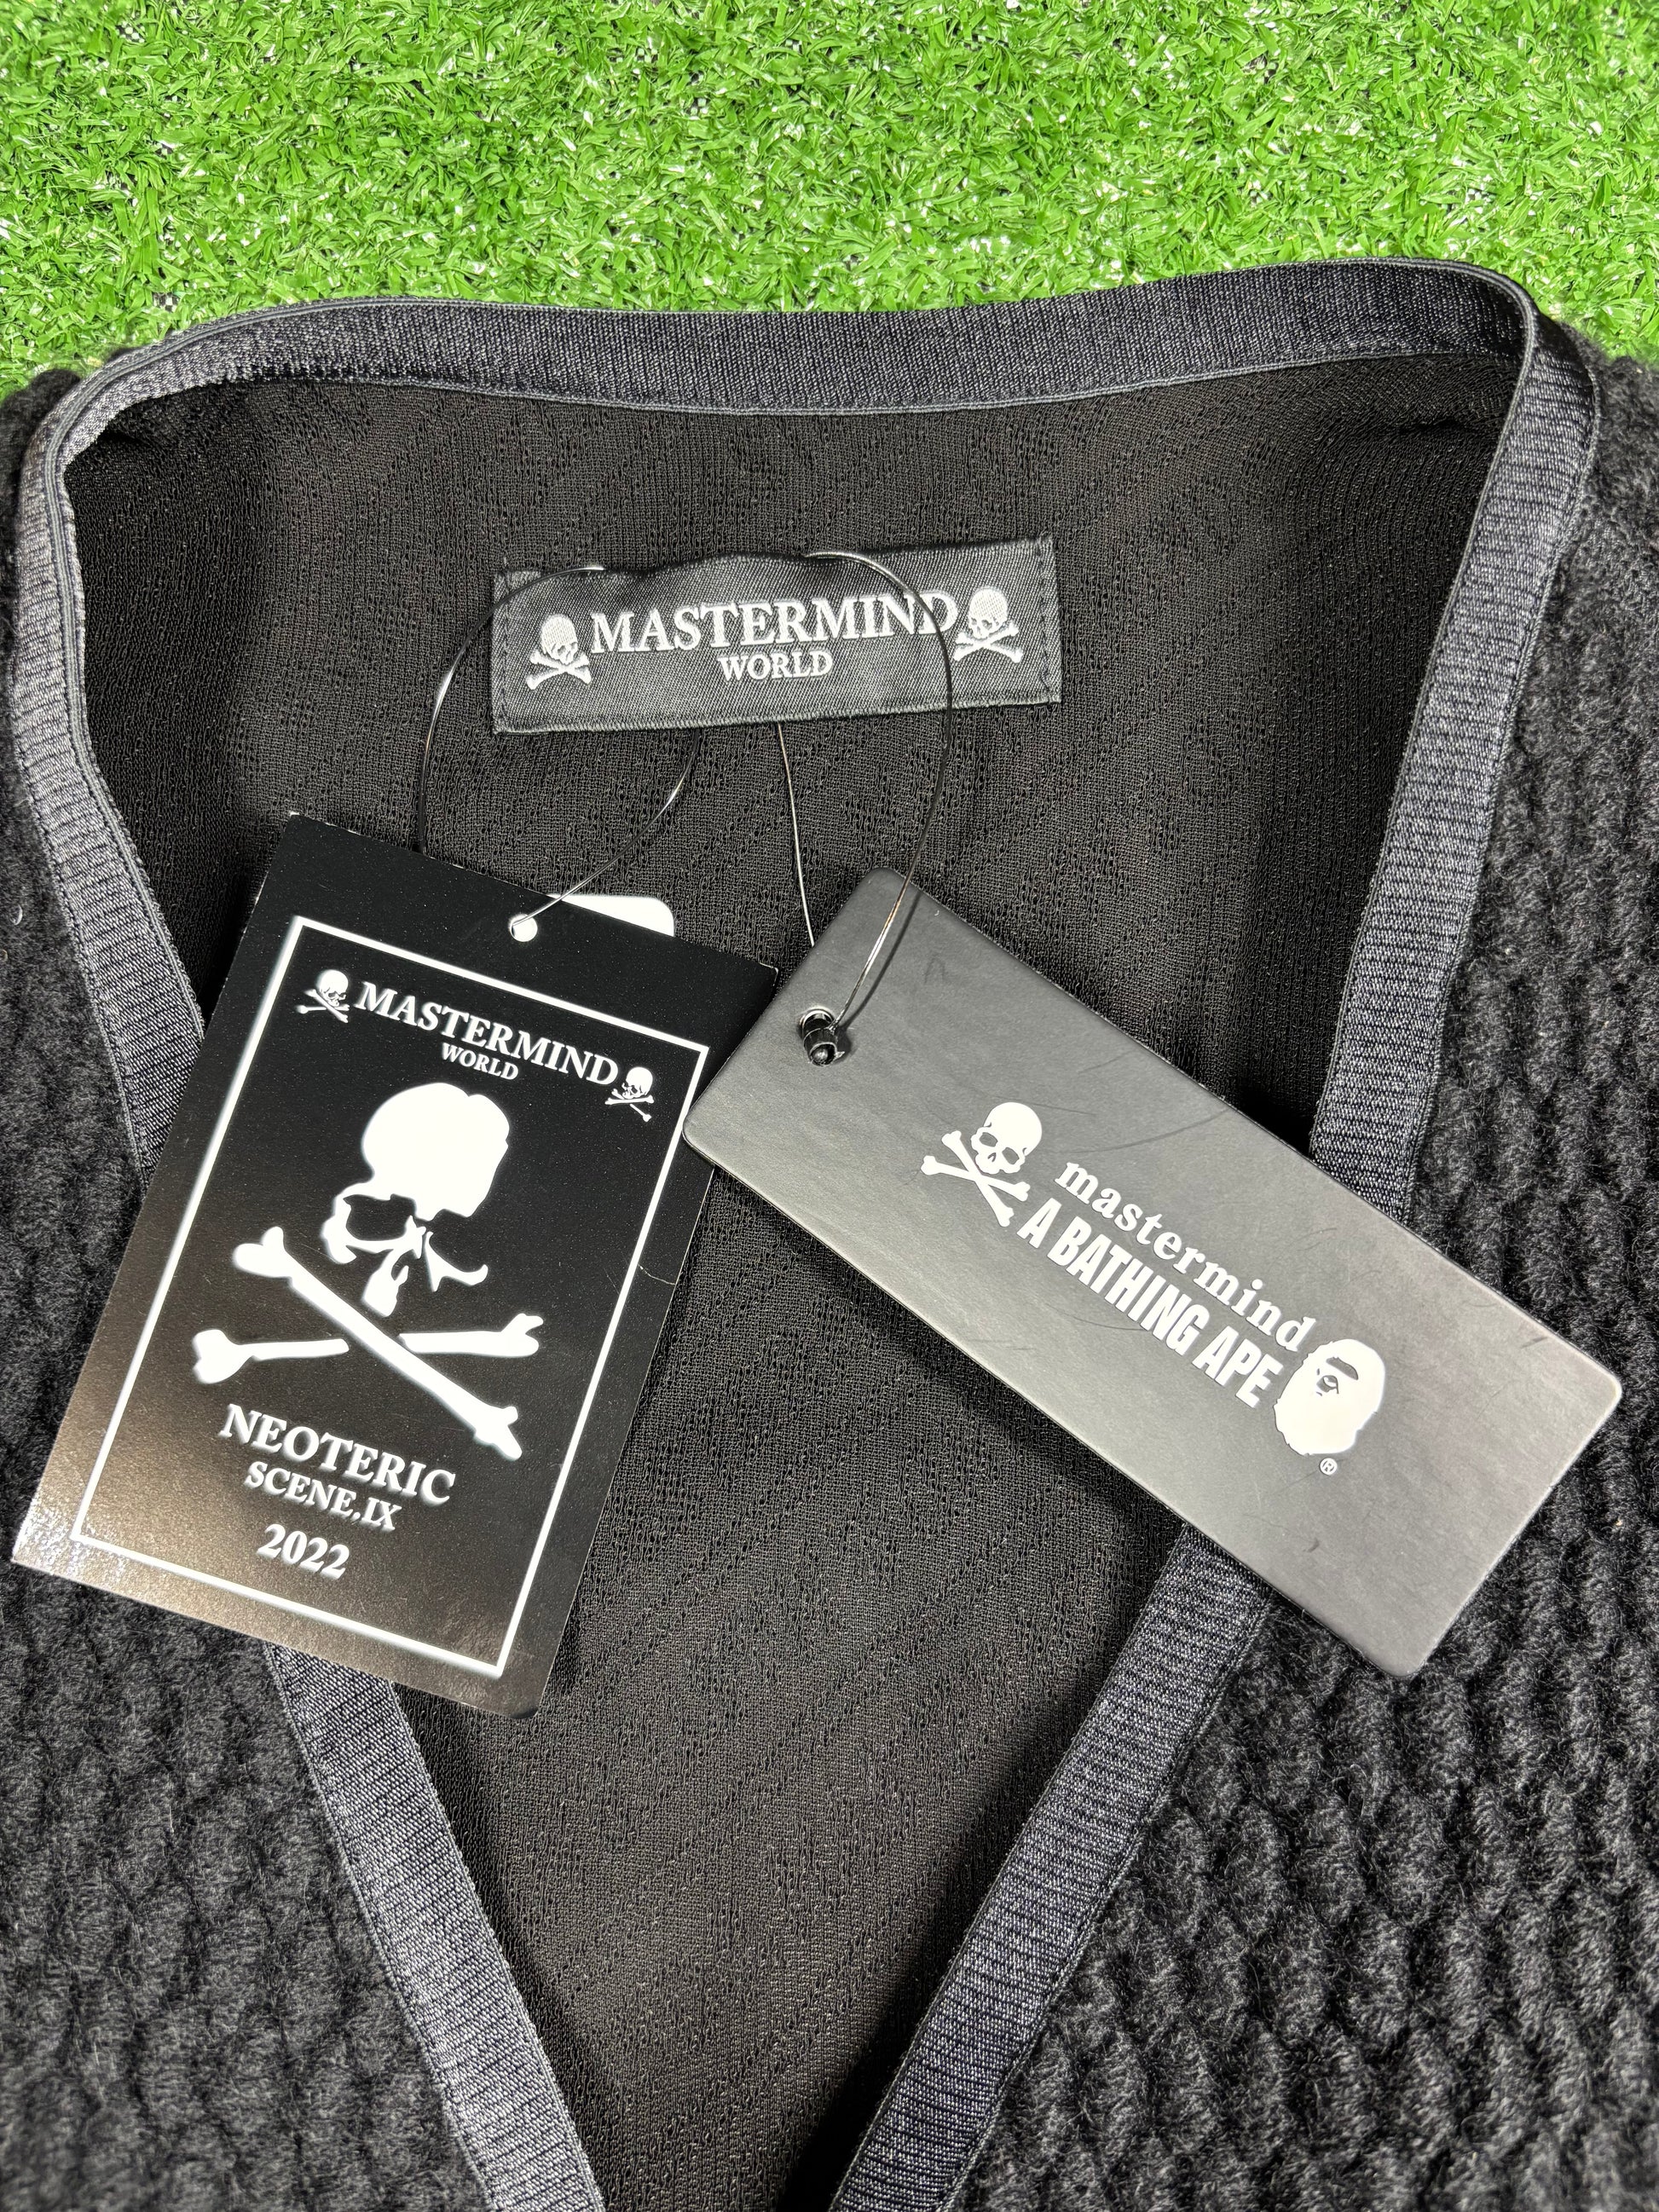 MASTERMIND
WORLD
MASTERMIND
WORLD
NEOTERIC
SCENE,IX
2022
mastermind
A BATHING APE
®